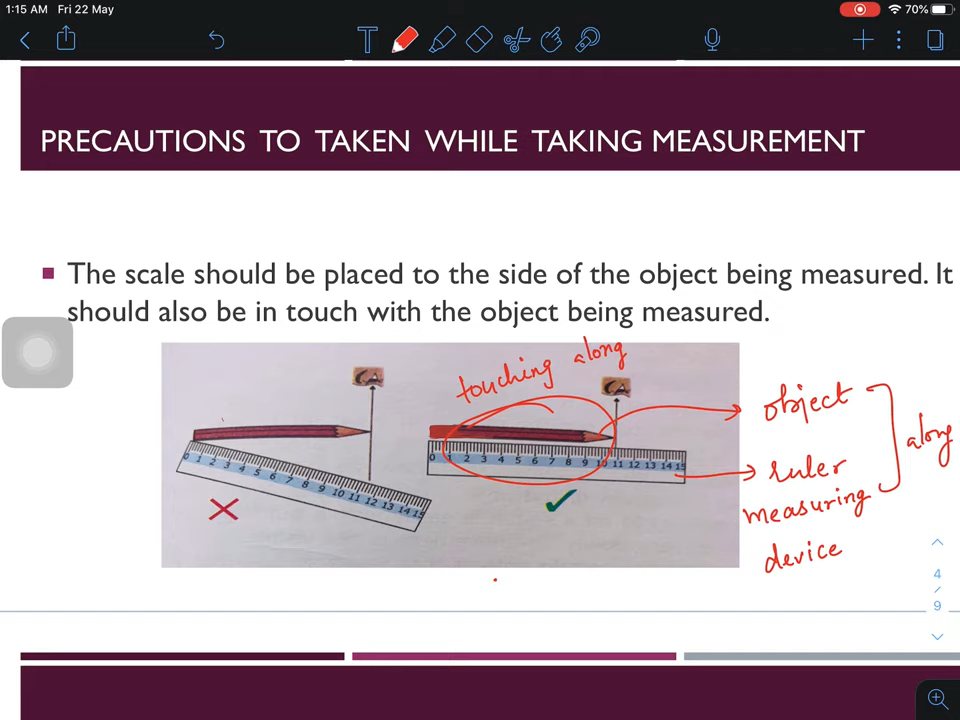 1:15 AM Fri 22 May
70%
T
PRECAUTIONS TO TAKEN WHILE TAKING MEASUREMENT
The scale should be placed to the side of the object being measured. It
should also be in touch with the object being measured.
touching along
object
along
ruler
measuring
device
0 1 2 3 4 5 6 7 8 9 10 11 12 13 14 15
0 1 2 3 4 5 6 7 8 9 10 11 12 13 14 15
4
/
9